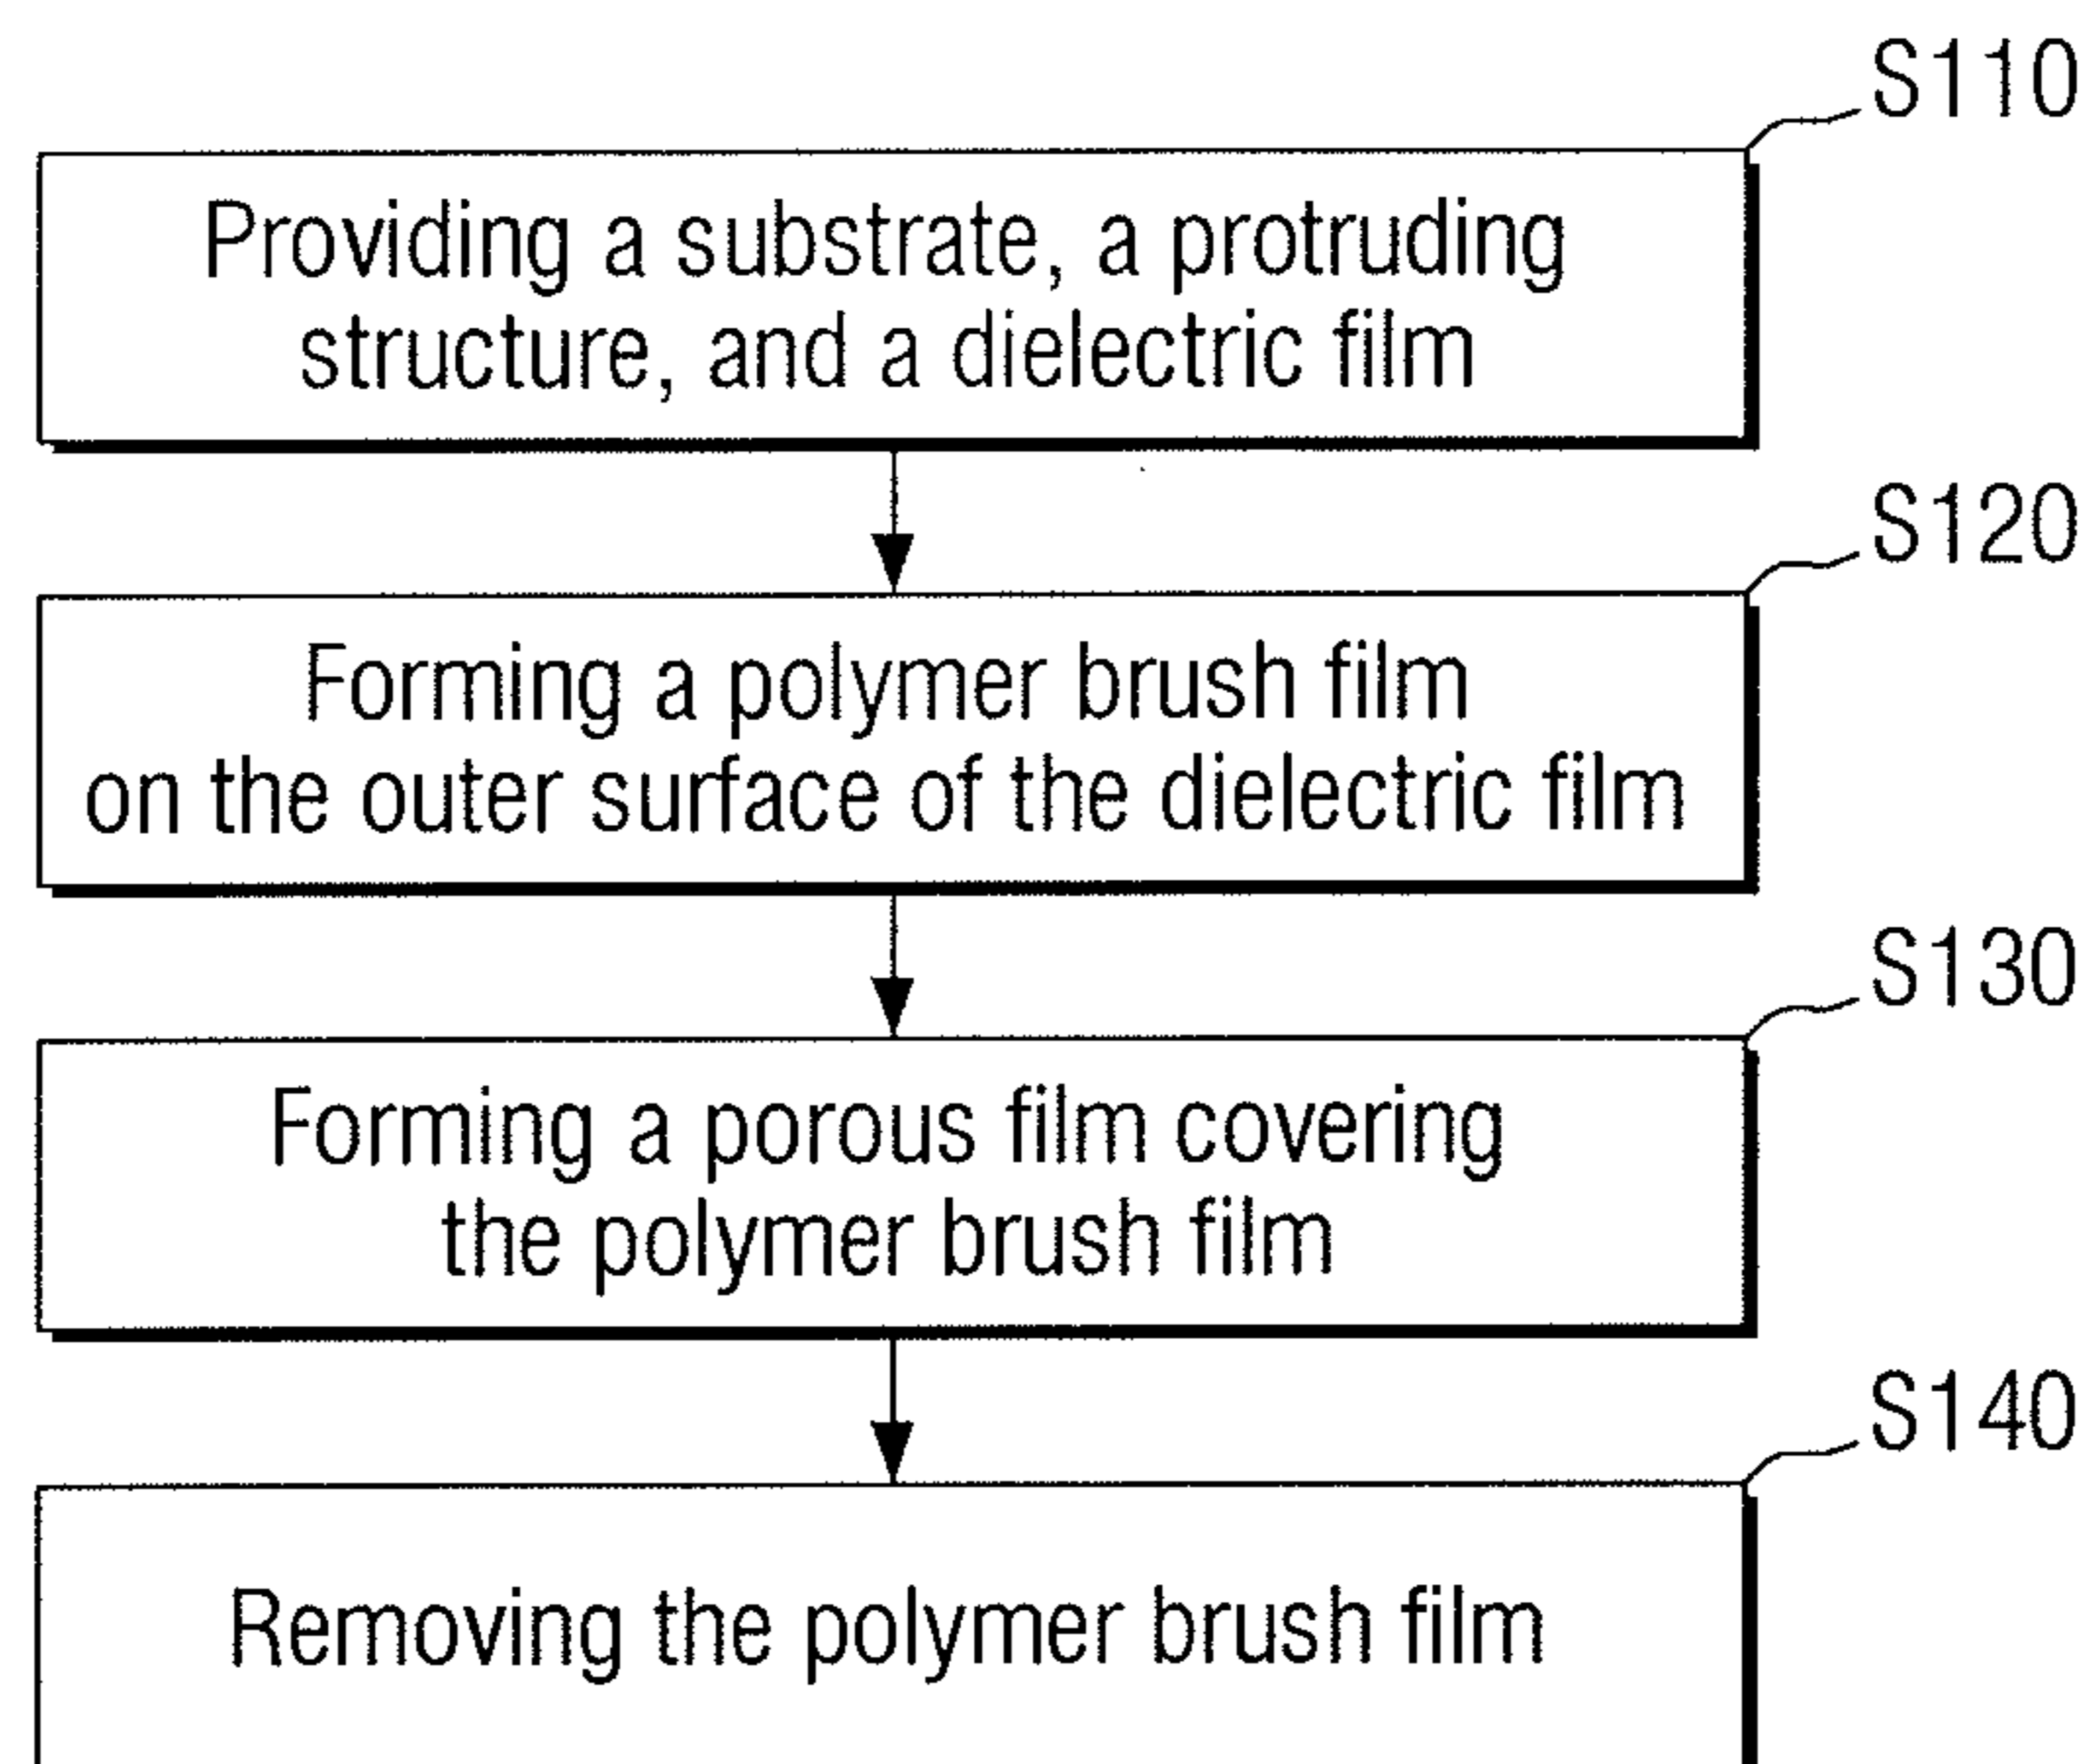 S110
Providing a substrate, a protruding
structure, and a dielectric film
S120
Forming a polymer brush film
on the outer surface of the dielectric film
S130
Forming a porous film covering
the polymer brush film
S140
Removing the polymer brush film